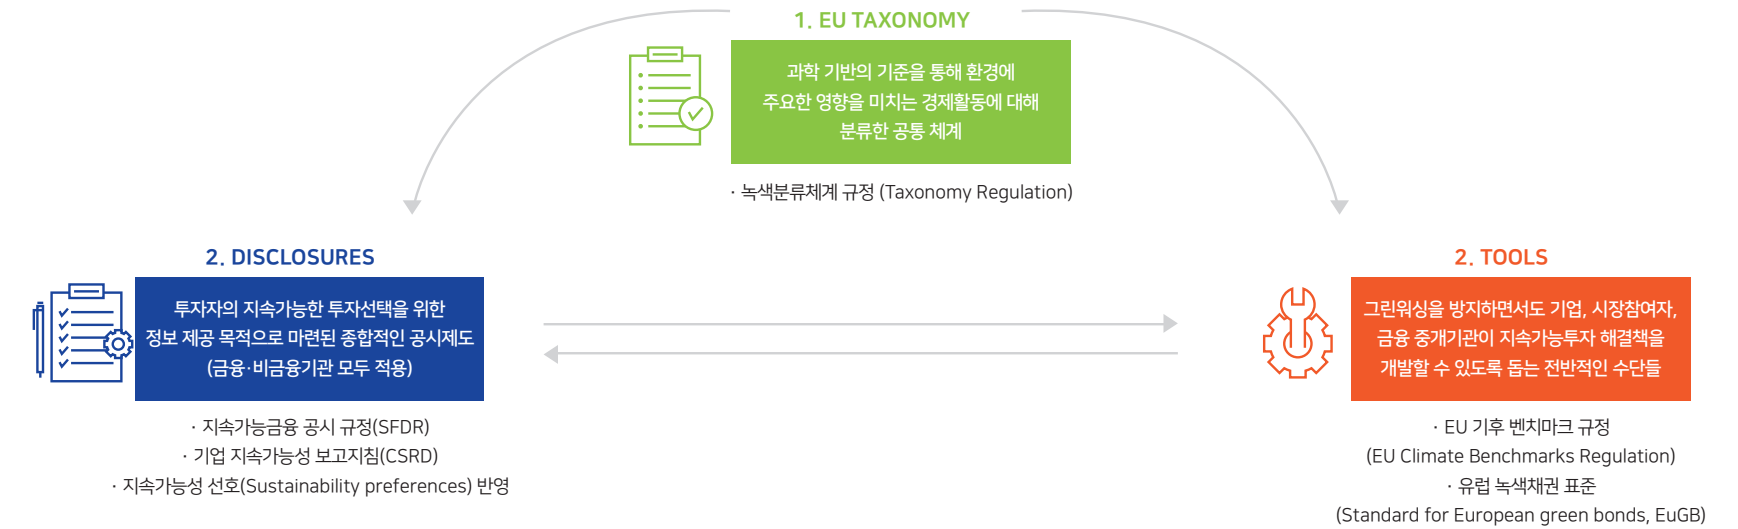 1. EU TAXONOMY
과학 기반의 기준을 통해 환경에
주요한 영향을 미치는 경제활동에 대해
분류한 공통 체계
· 녹색분류체계 규정 (Taxonomy Regulation)
2. DISCLOSURES
투자자의 지속가능한 투자선택을 위한
정보 제공 목적으로 마련된 종합적인 공시제도
(금융·비금융기관 모두 적용)
· 지속가능금융 공시 규정(SFDR)
· 기업 지속가능성 보고지침(CSRD)
· 지속가능성 선호(Sustainability preferences) 반영
2. TOOLS
그린워싱을 방지하면서도 기업, 시장참여자,
금융 중개기관이 지속가능투자 해결책을
개발할 수 있도록 돕는 전반적인 수단들
· EU 기후 벤치마크 규정
(EU Climate Benchmarks Regulation)
· 유럽 녹색채권 표준
(Standard for European green bonds, EuGB)